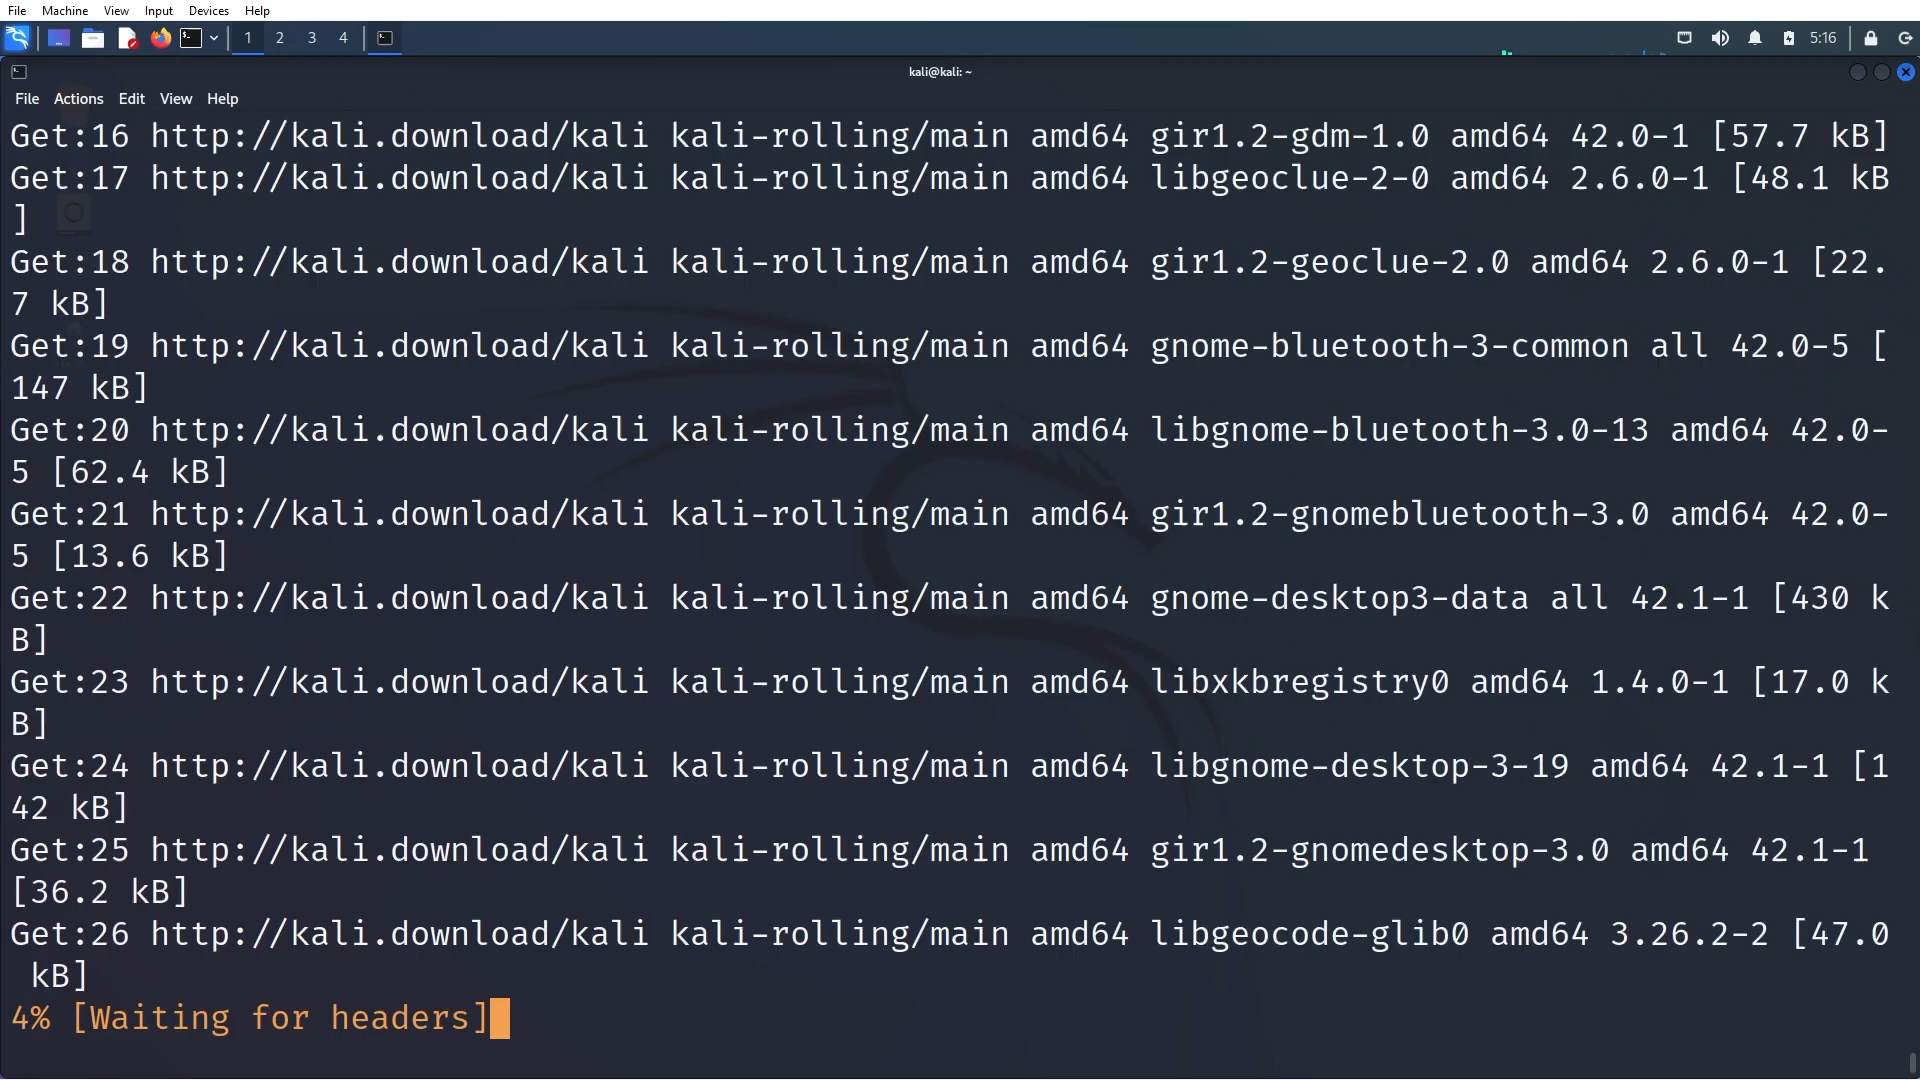 File Machine View Input Devices Help
1 2 3 4 5:16
kali@kali: ~
File Actions Edit View Help
Get:16 http://kali.download/kali kali-rolling/main amd64 gir1.2-gdm-1.0 amd64 42.0-1 [57.7 kB]
Get:17 http://kali.download/kali kali-rolling/main amd64 libgeoclue-2-0 amd64 2.6.0-1 [48.1 kB
]
Get:18 http://kali.download/kali kali-rolling/main amd64 gir1.2-geoclue-2.0 amd64 2.6.0-1 [22.
7 kB]
Get:19 http://kali.download/kali kali-rolling/main amd64 gnome-bluetooth-3-common all 42.0-5 [
147 kB]
Get:20 http://kali.download/kali kali-rolling/main amd64 libgnome-bluetooth-3.0-13 amd64 42.0-
5 [62.4 kB]
Get:21 http://kali.download/kali kali-rolling/main amd64 gir1.2-gnomebluetooth-3.0 amd64 42.0-
5 [13.6 kB]
Get:22 http://kali.download/kali kali-rolling/main amd64 gnome-desktop3-data all 42.1-1 [430 k
B]
Get:23 http://kali.download/kali kali-rolling/main amd64 libxkbregistry0 amd64 1.4.0-1 [17.0 k
B]
Get:24 http://kali.download/kali kali-rolling/main amd64 libgnome-desktop-3-19 amd64 42.1-1 [1
42 kB]
Get:25 http://kali.download/kali kali-rolling/main amd64 gir1.2-gnomedesktop-3.0 amd64 42.1-1
[36.2 kB]
Get:26 http://kali.download/kali kali-rolling/main amd64 libgeocode-glib0 amd64 3.26.2-2 [47.0
 kB]
4% [Waiting for headers]